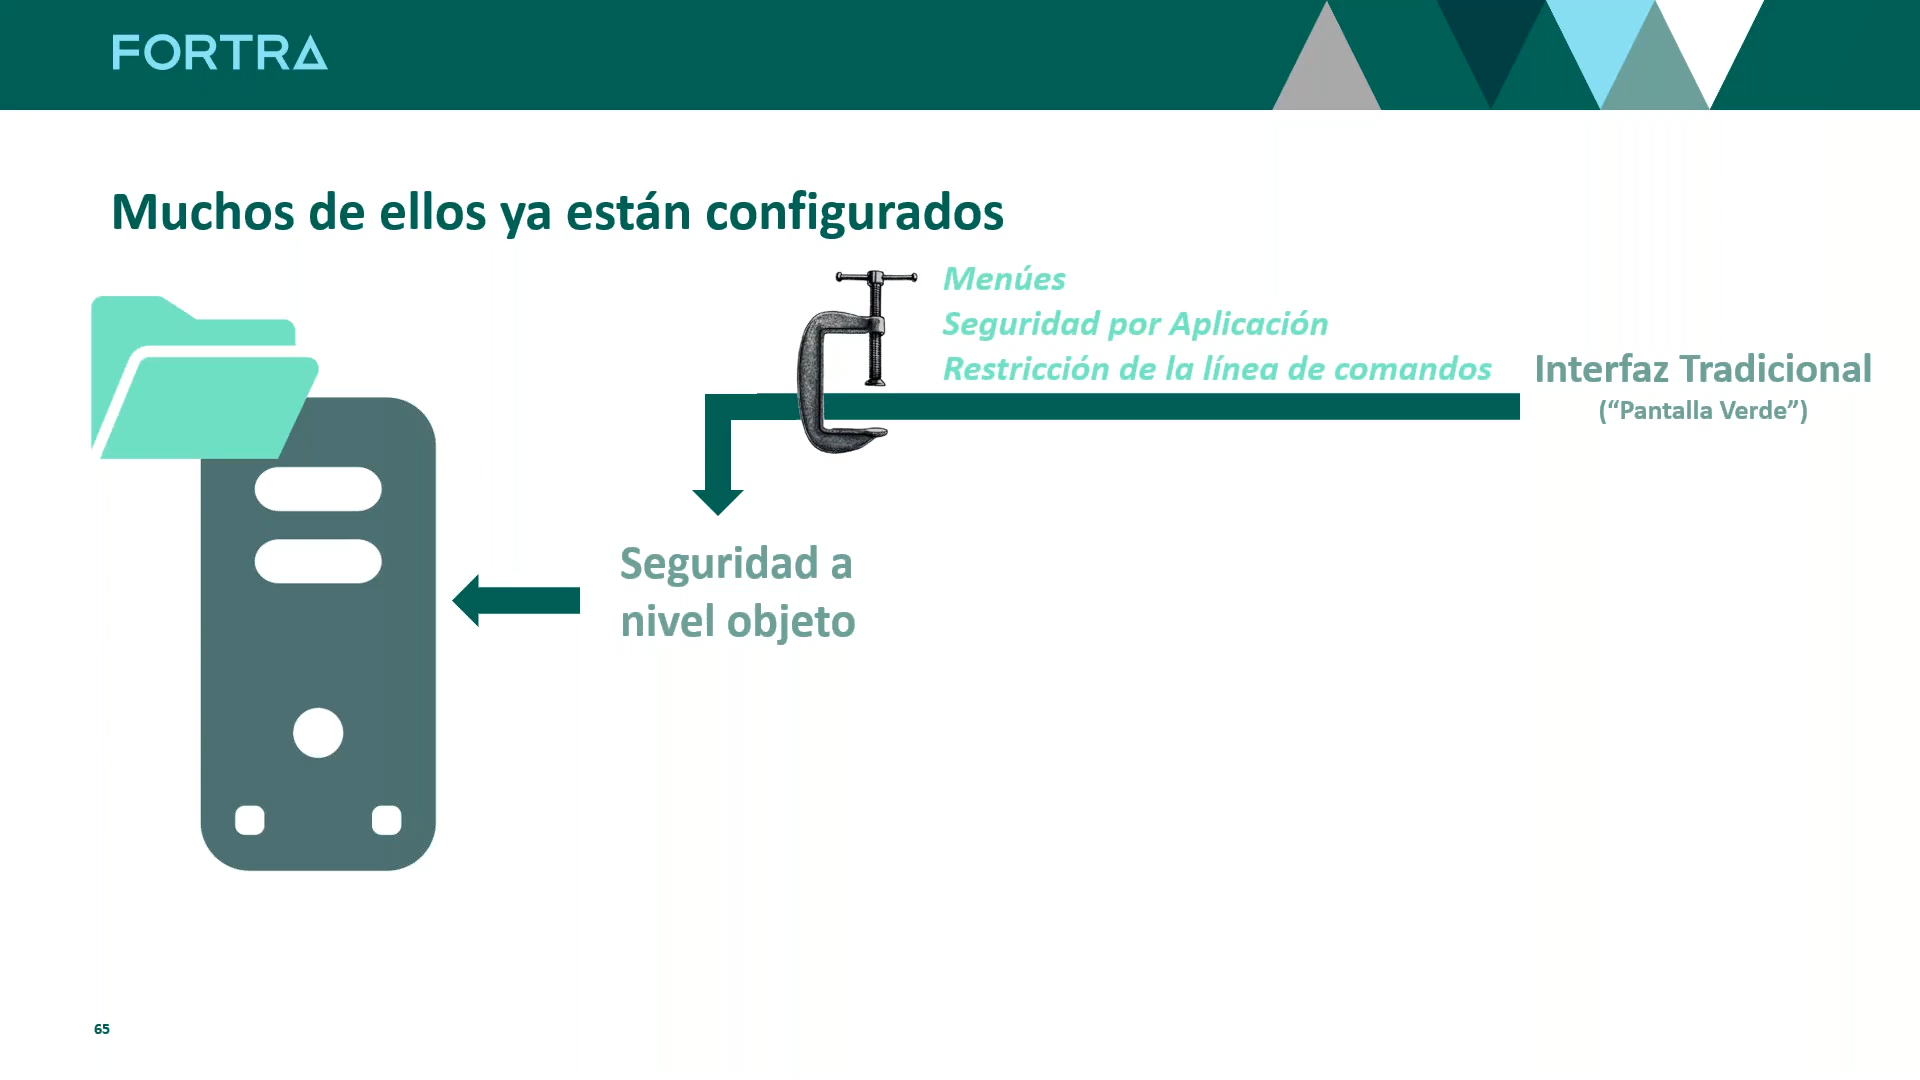 FORTRA
Muchos de ellos ya están configurados
Menúes
Seguridad por Aplicación
Restricción de la línea de comandos
Interfaz Tradicional
(“Pantalla Verde”)
Seguridad a
nivel objeto
65